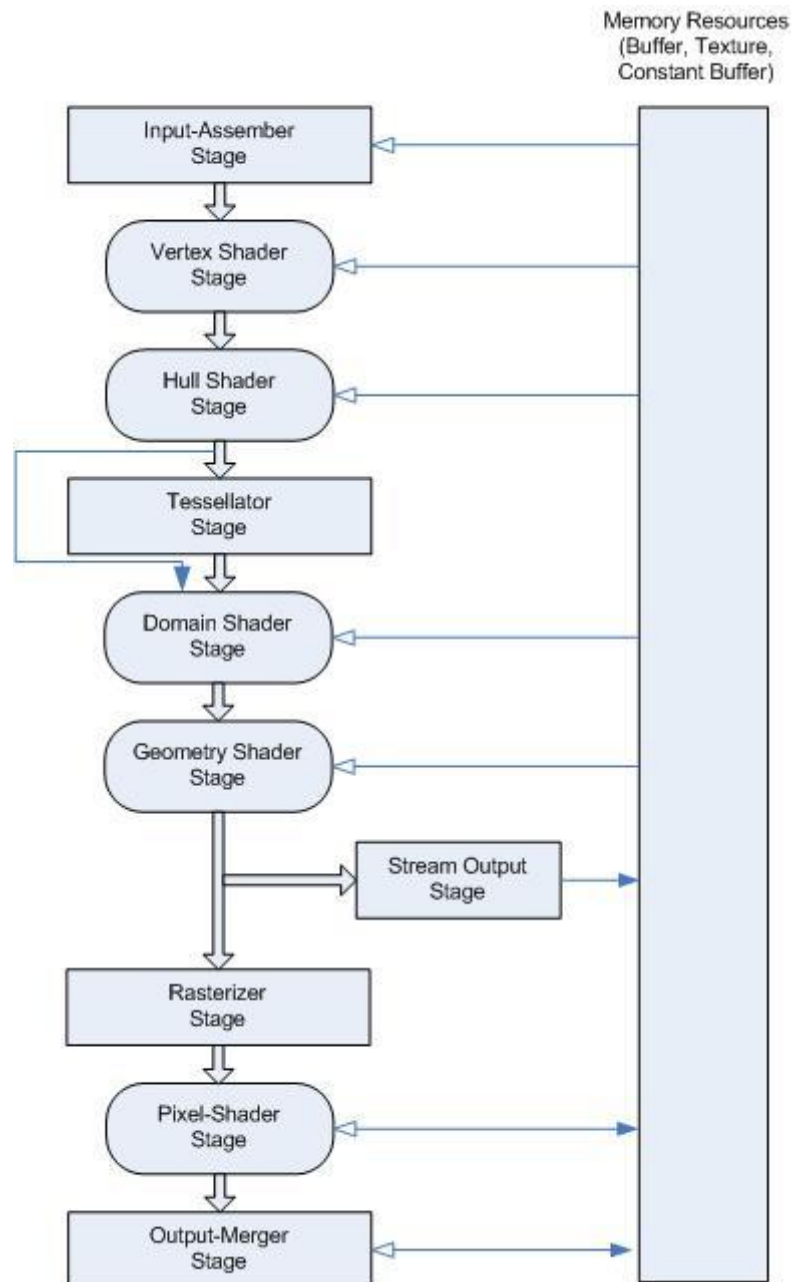 Memory Resources
(Buffer, Texture,
Constant Buffer)
Input-Assember
Stage
Vertex Shader
Stage
Hull Shader
Stage
Tessellator
Stage
Domain Shader
Stage
Geometry Shader
Stage
Stream Output
Stage
Rasterizer
Stage
Pixel-Shader
Stage
Output-Merger
Stage